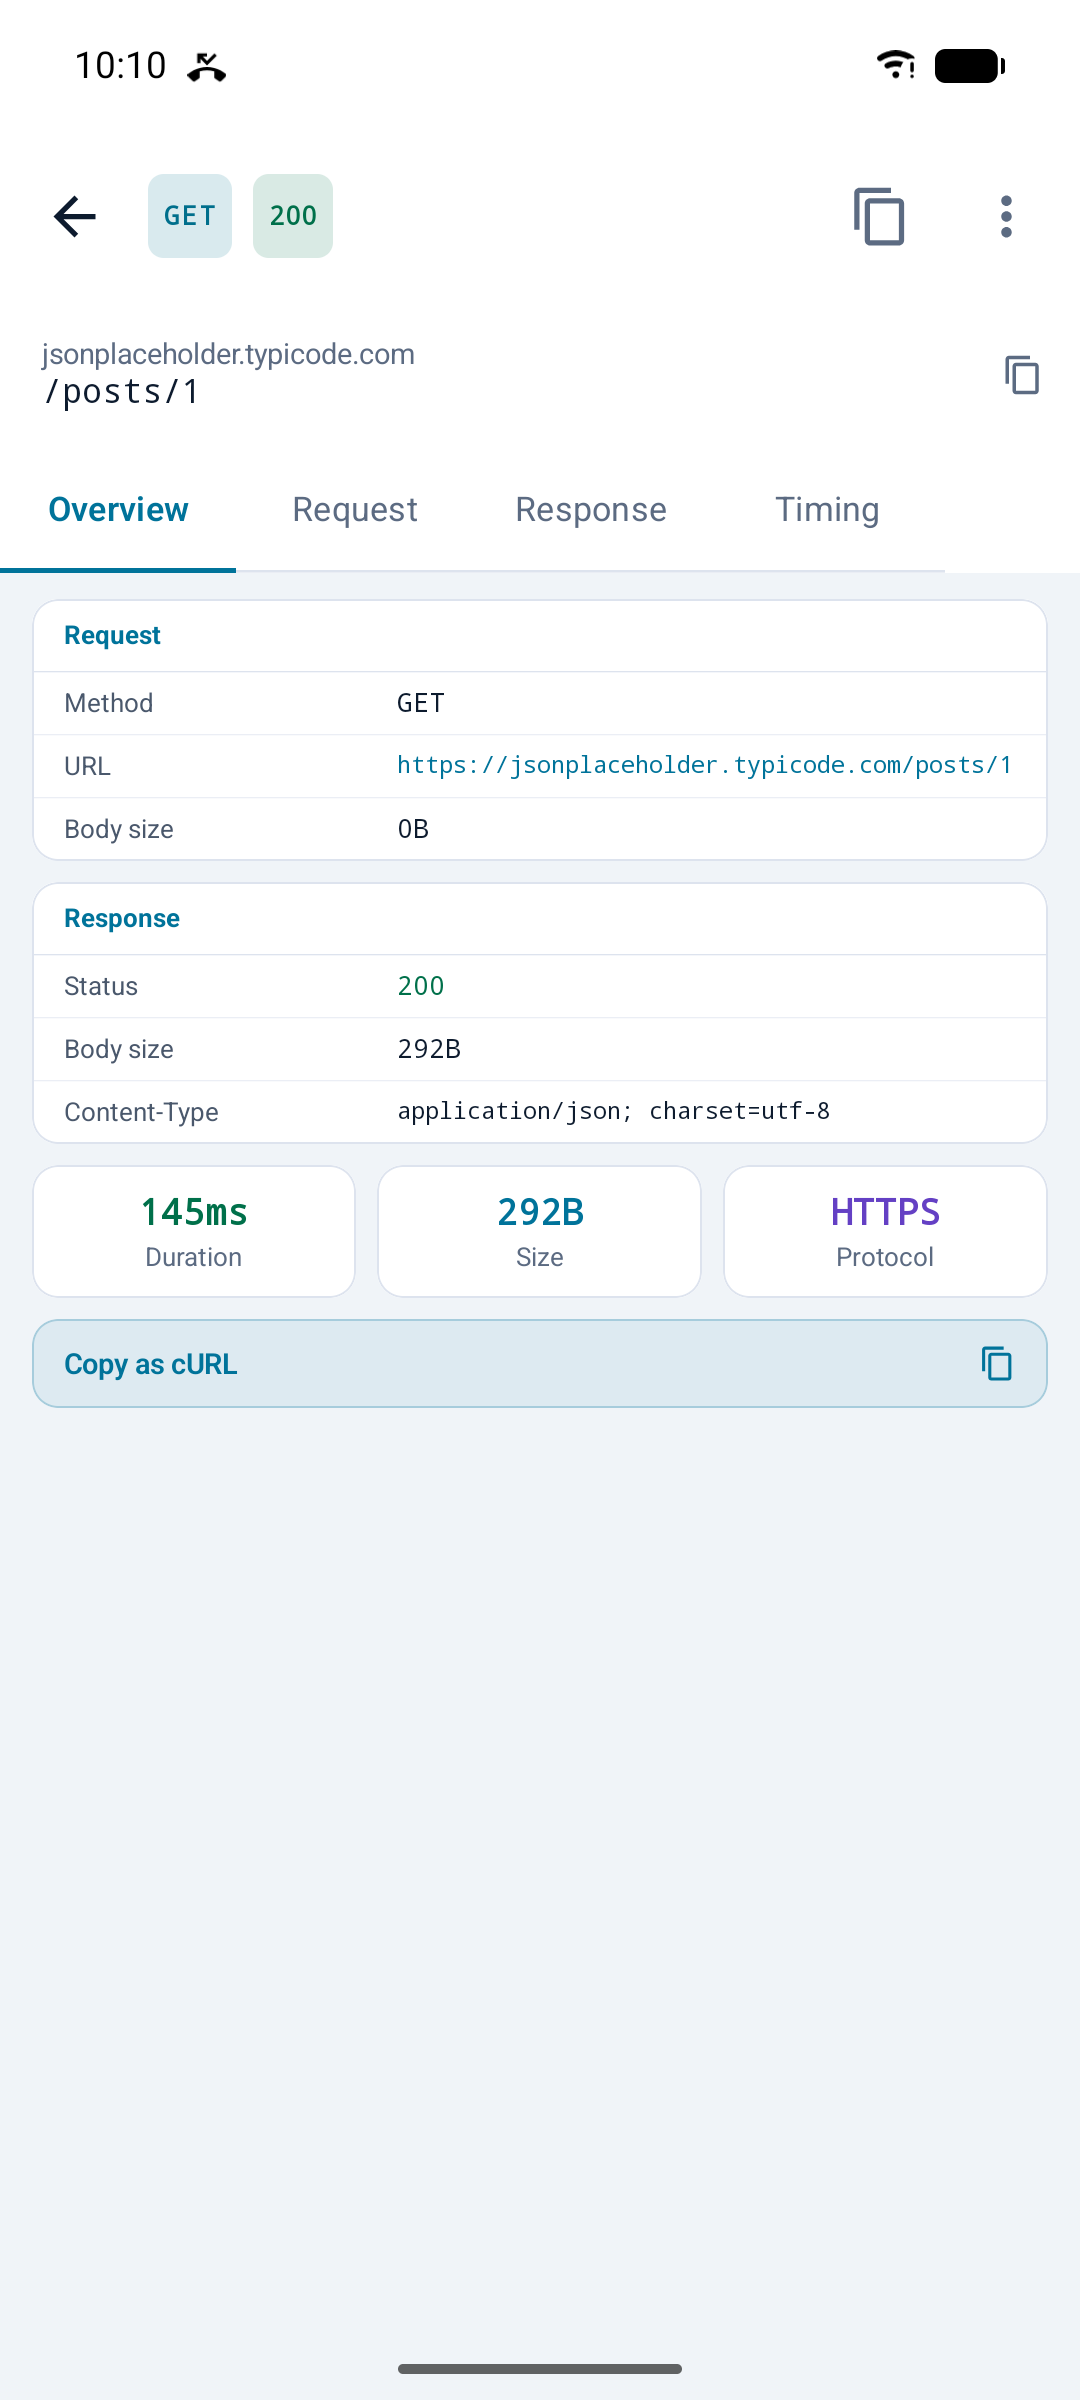 10:10
GET 200
jsonplaceholder.typicode.com
/posts/1
Overview Request Response Timing
Request
Method GET
URL https://jsonplaceholder.typicode.com/posts/1
Body size 0B
Response
Status 200
Body size 292B
Content-Type application/json; charset=utf-8
145ms 292B HTTPS
Duration Size Protocol
Copy as cURL